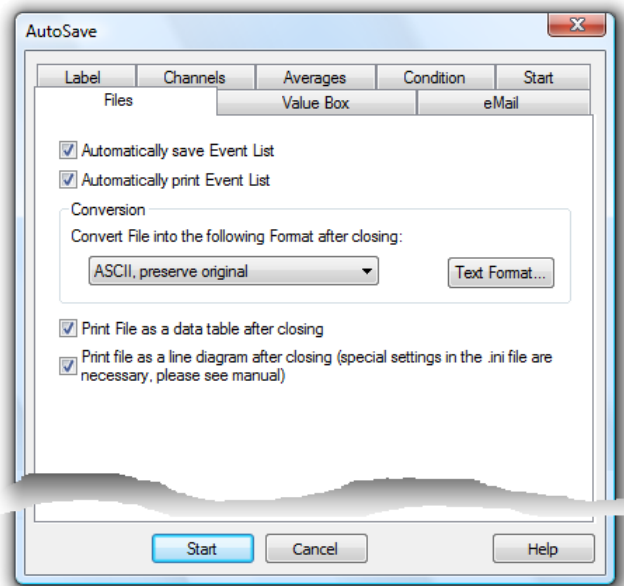 AutoSave
Label Channels Averages Condition Start
Files Value Box eMail
Automatically save Event List
Automatically print Event List
Conversion
Convert File into the following Format after closing:
ASCII, preserve original Text Format...
Print File as a data table after closing
Print file as a line diagram after closing (special settings in the .ini file are
necessary, please see manual)
Start Cancel Help